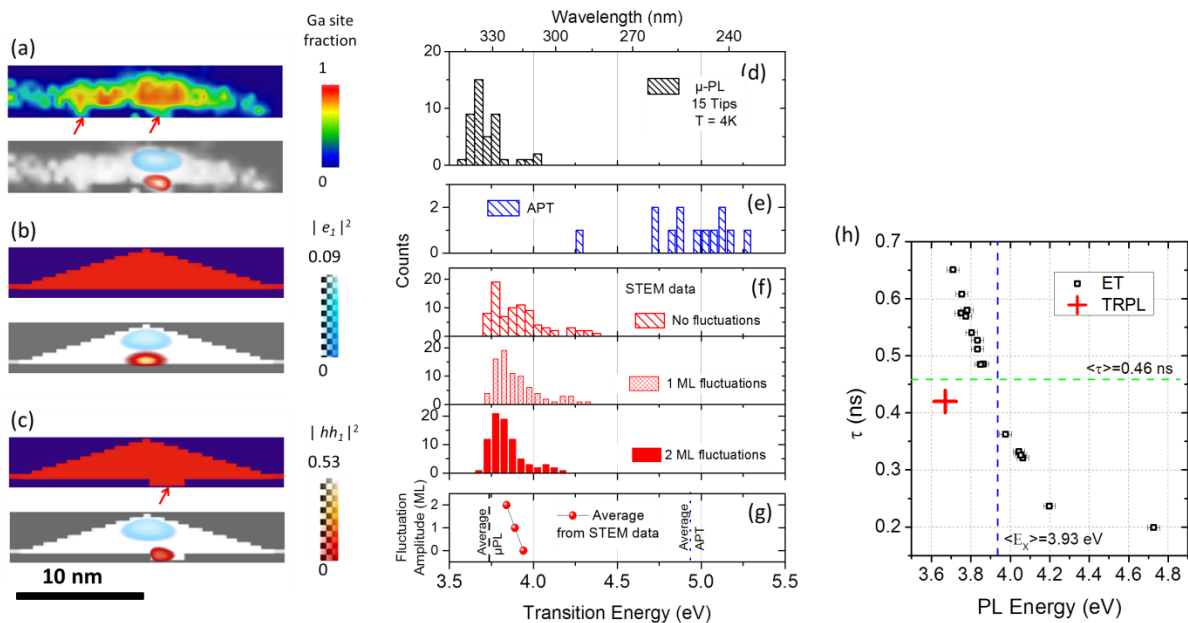 (a)
Ga site
fraction
1
0
(b)
| e₁ |²
0.09
0
(c)
| hh₁ |²
0.53
0
10 nm
Wavelength (nm)
330 300 270 240 230
20
10
0
(d)
μ-PL
15 Tips
T = 4K
2
0
(e)
APT
Counts
20
10
0
(f)
STEM data
No fluctuations
20
10
0
1 ML fluctuations
20
10
0
2 ML fluctuations
Fluctuation
Amplitude (ML)
2
1
0
(g)
Average
μPL
Average
from STEM data
Average
APT
3.5 4.0 4.5 5.0 5.5
Transition Energy (eV)
(h)
0.7
0.6
0.5
0.4
0.3
0.2
τ (ns)
ET
TRPL
<τ>=0.46 ns
<Eₓ>=3.93 eV
3.6 3.8 4.0 4.2 4.4 4.6 4.8
PL Energy (eV)